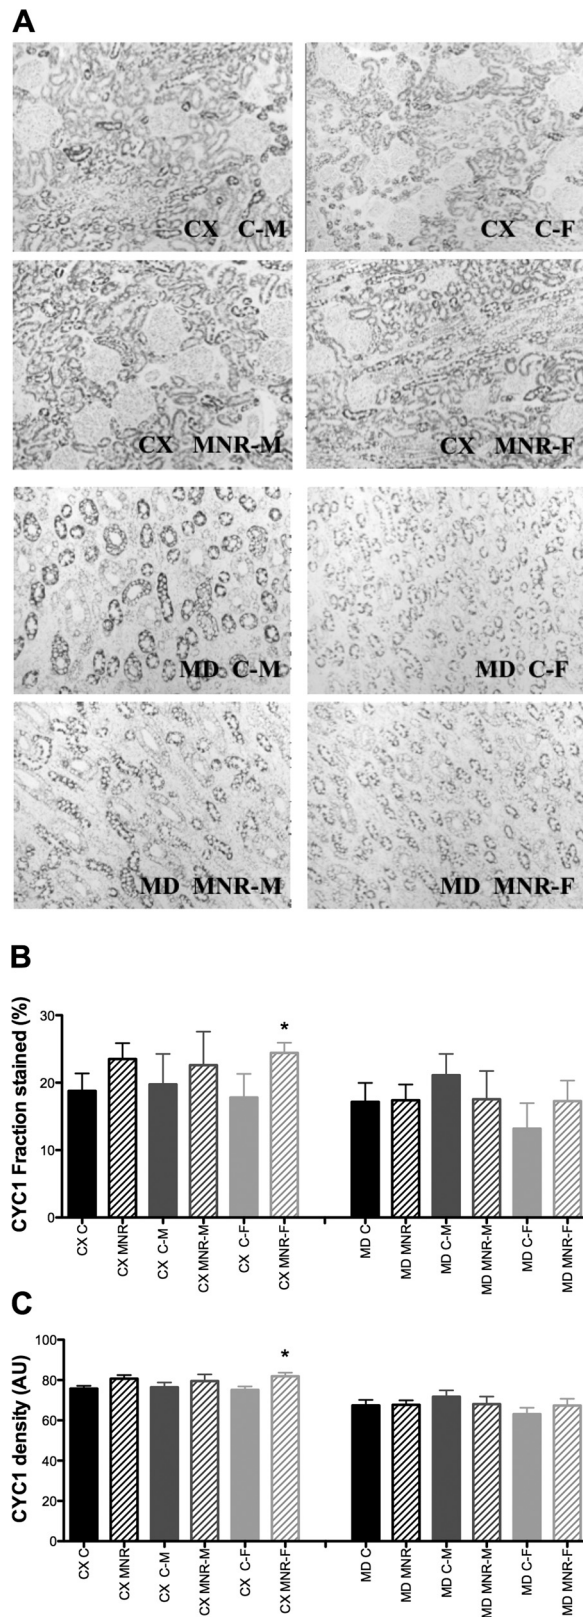 A
CX C-M
CX C-F
CX MNR-M
CX MNR-F
MD C-M
MD C-F
MD MNR-M
MD MNR-F
B
CYC1 Fraction stained (%)
30
20
10
0
*
CX C
CX MNR
CX C-M
CX MNR-M
CX C-F
CX MNR-F
MD C
MD MNR
MD C-M
MD MNR-M
MD C-F
MD MNR-F
C
CYC1 density (AU)
100
80
60
40
20
0
*
CX C
CX MNR
CX C-M
CX MNR-M
CX C-F
CX MNR-F
MD C
MD MNR
MD C-M
MD MNR-M
MD C-F
MD MNR-F